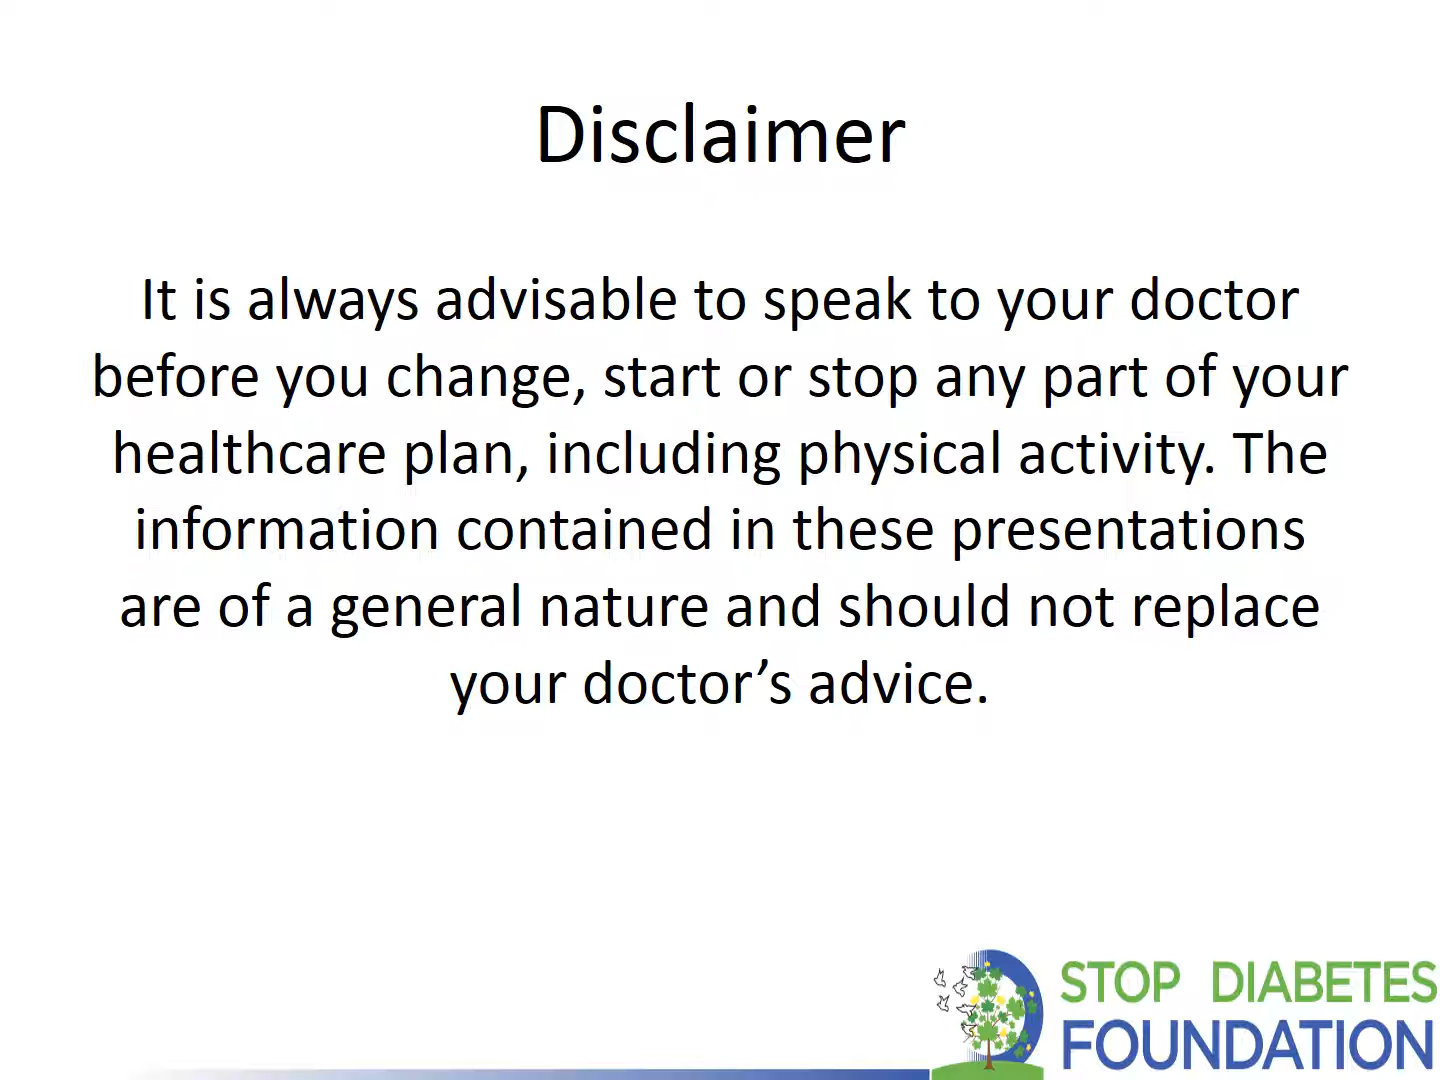 Disclaimer
It is always advisable to speak to your doctor
before you change, start or stop any part of your
healthcare plan, including physical activity. The
information contained in these presentations
are of a general nature and should not replace
your doctor’s advice.
STOP DIABETES
FOUNDATION